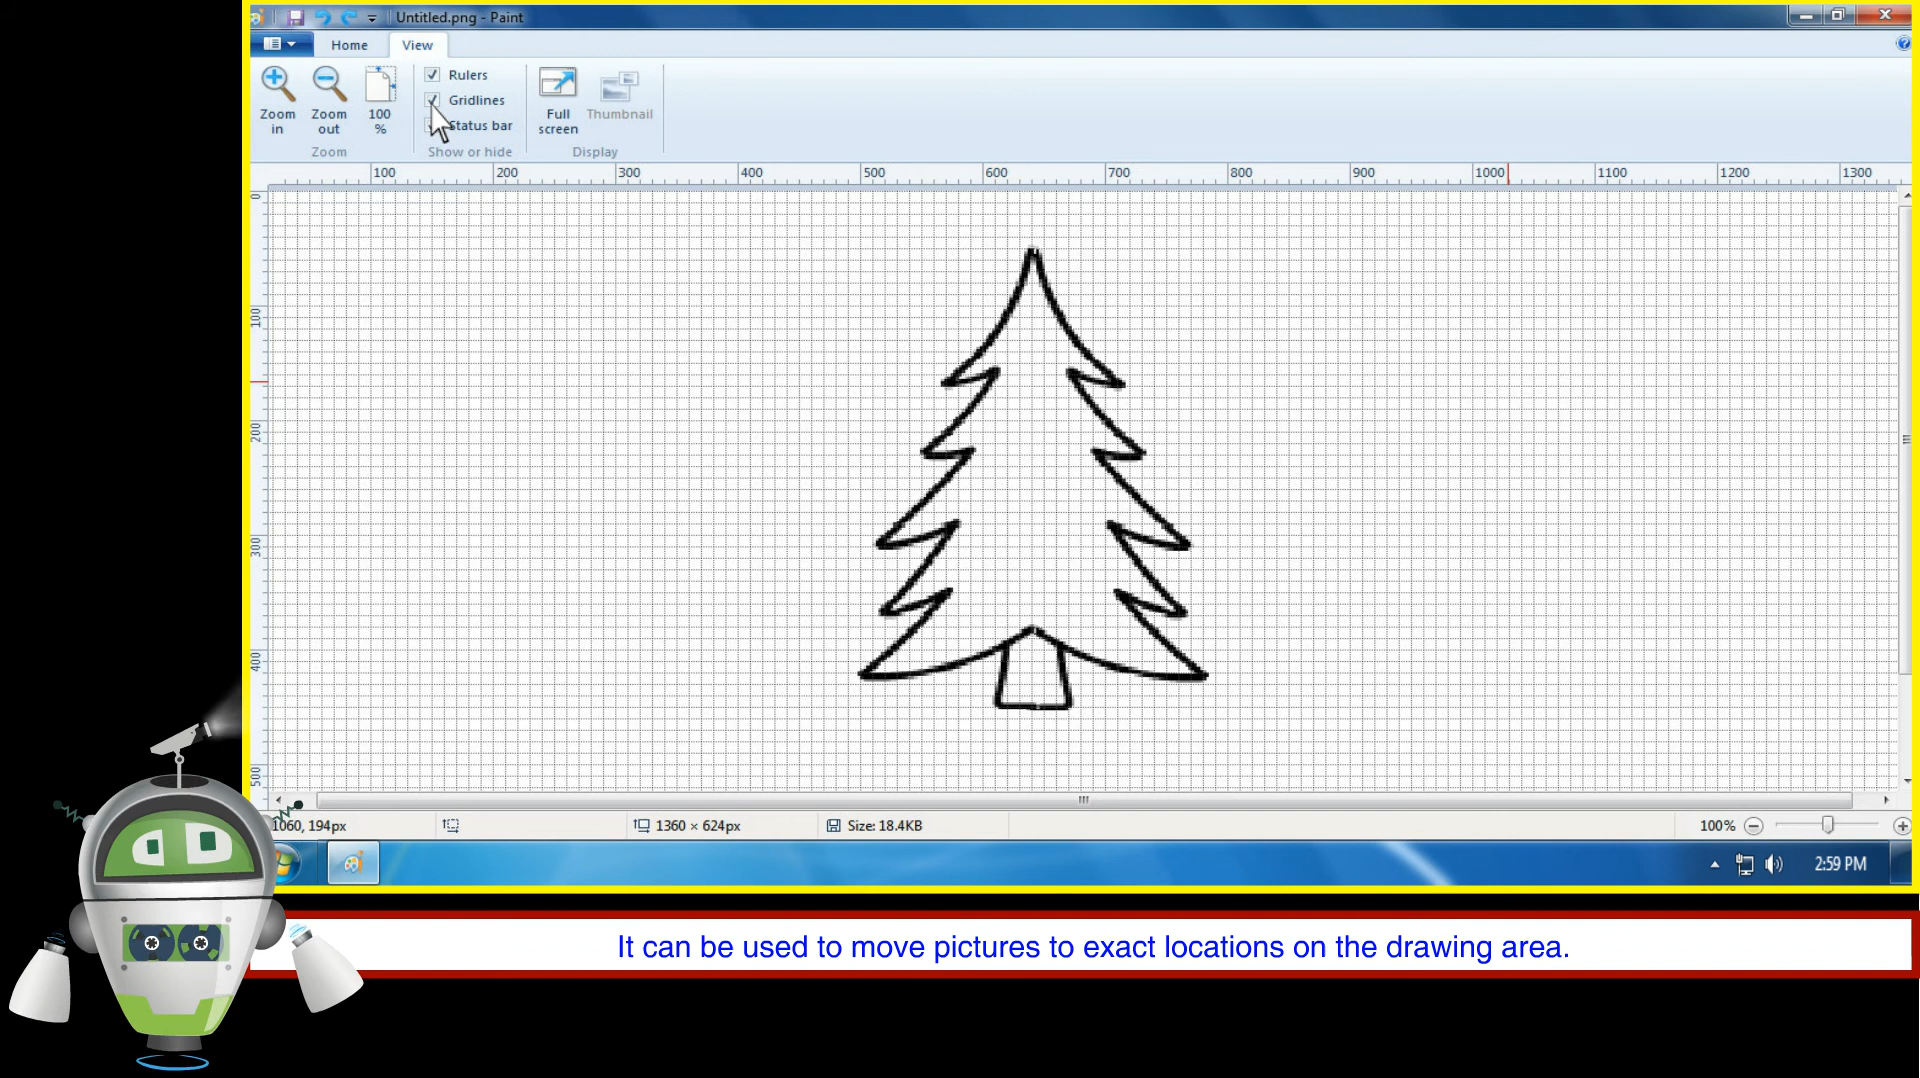 Untitled.png - Paint
Home
View
Zoom in
Zoom out
100 %
Rulers
Gridlines
Status bar
Full screen
Thumbnail
Zoom
Show or hide
Display
100 200 300 400 500 600 700 800 900 1000 1100 1200 1300
0
100
200
300
400
500
1060, 194px
1360 × 624px
Size: 18.4KB
100%
2:59 PM
It can be used to move pictures to exact locations on the drawing area.